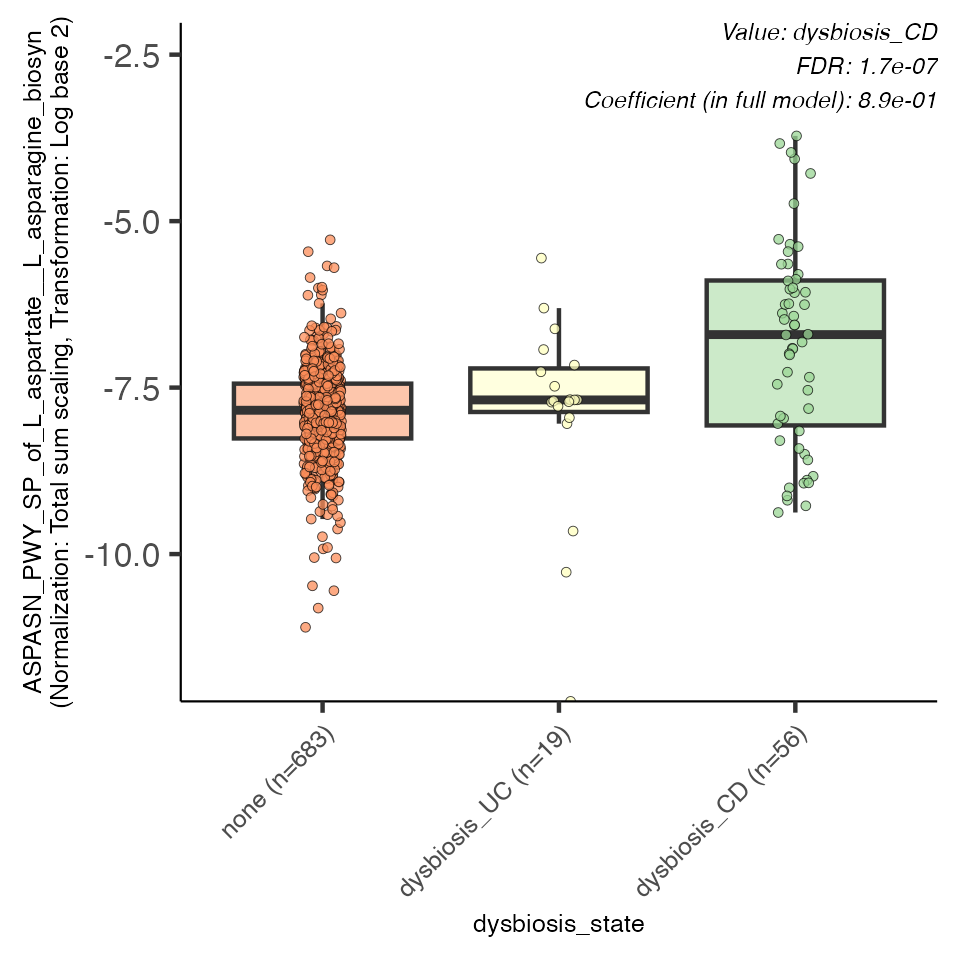 Value: dysbiosis_CD
FDR: 1.7e-07
Coefficient (in full model): 8.9e-01
ASPASN_PWY_SP_of_L_aspartate__L_asparagine_biosyn
(Normalization: Total sum scaling, Transformation: Log base 2)
-2.5
-5.0
-7.5
-10.0
none (n=683)
dysbiosis_UC (n=19)
dysbiosis_CD (n=56)
dysbiosis_state